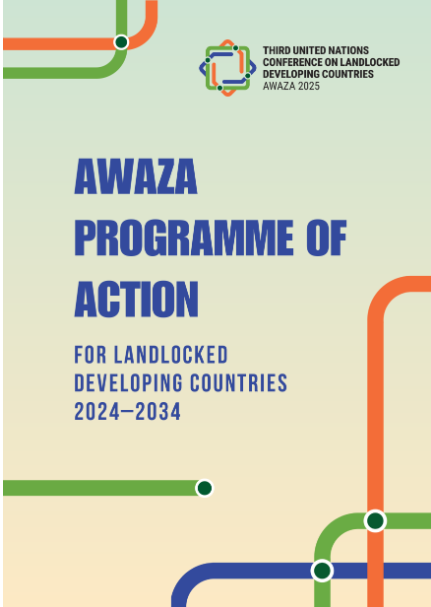 THIRD UNITED NATIONS
CONFERENCE ON LANDLOCKED
DEVELOPING COUNTRIES
AWAZA 2025
AWAZA
PROGRAMME OF
ACTION
FOR LANDLOCKED
DEVELOPING COUNTRIES
2024–2034